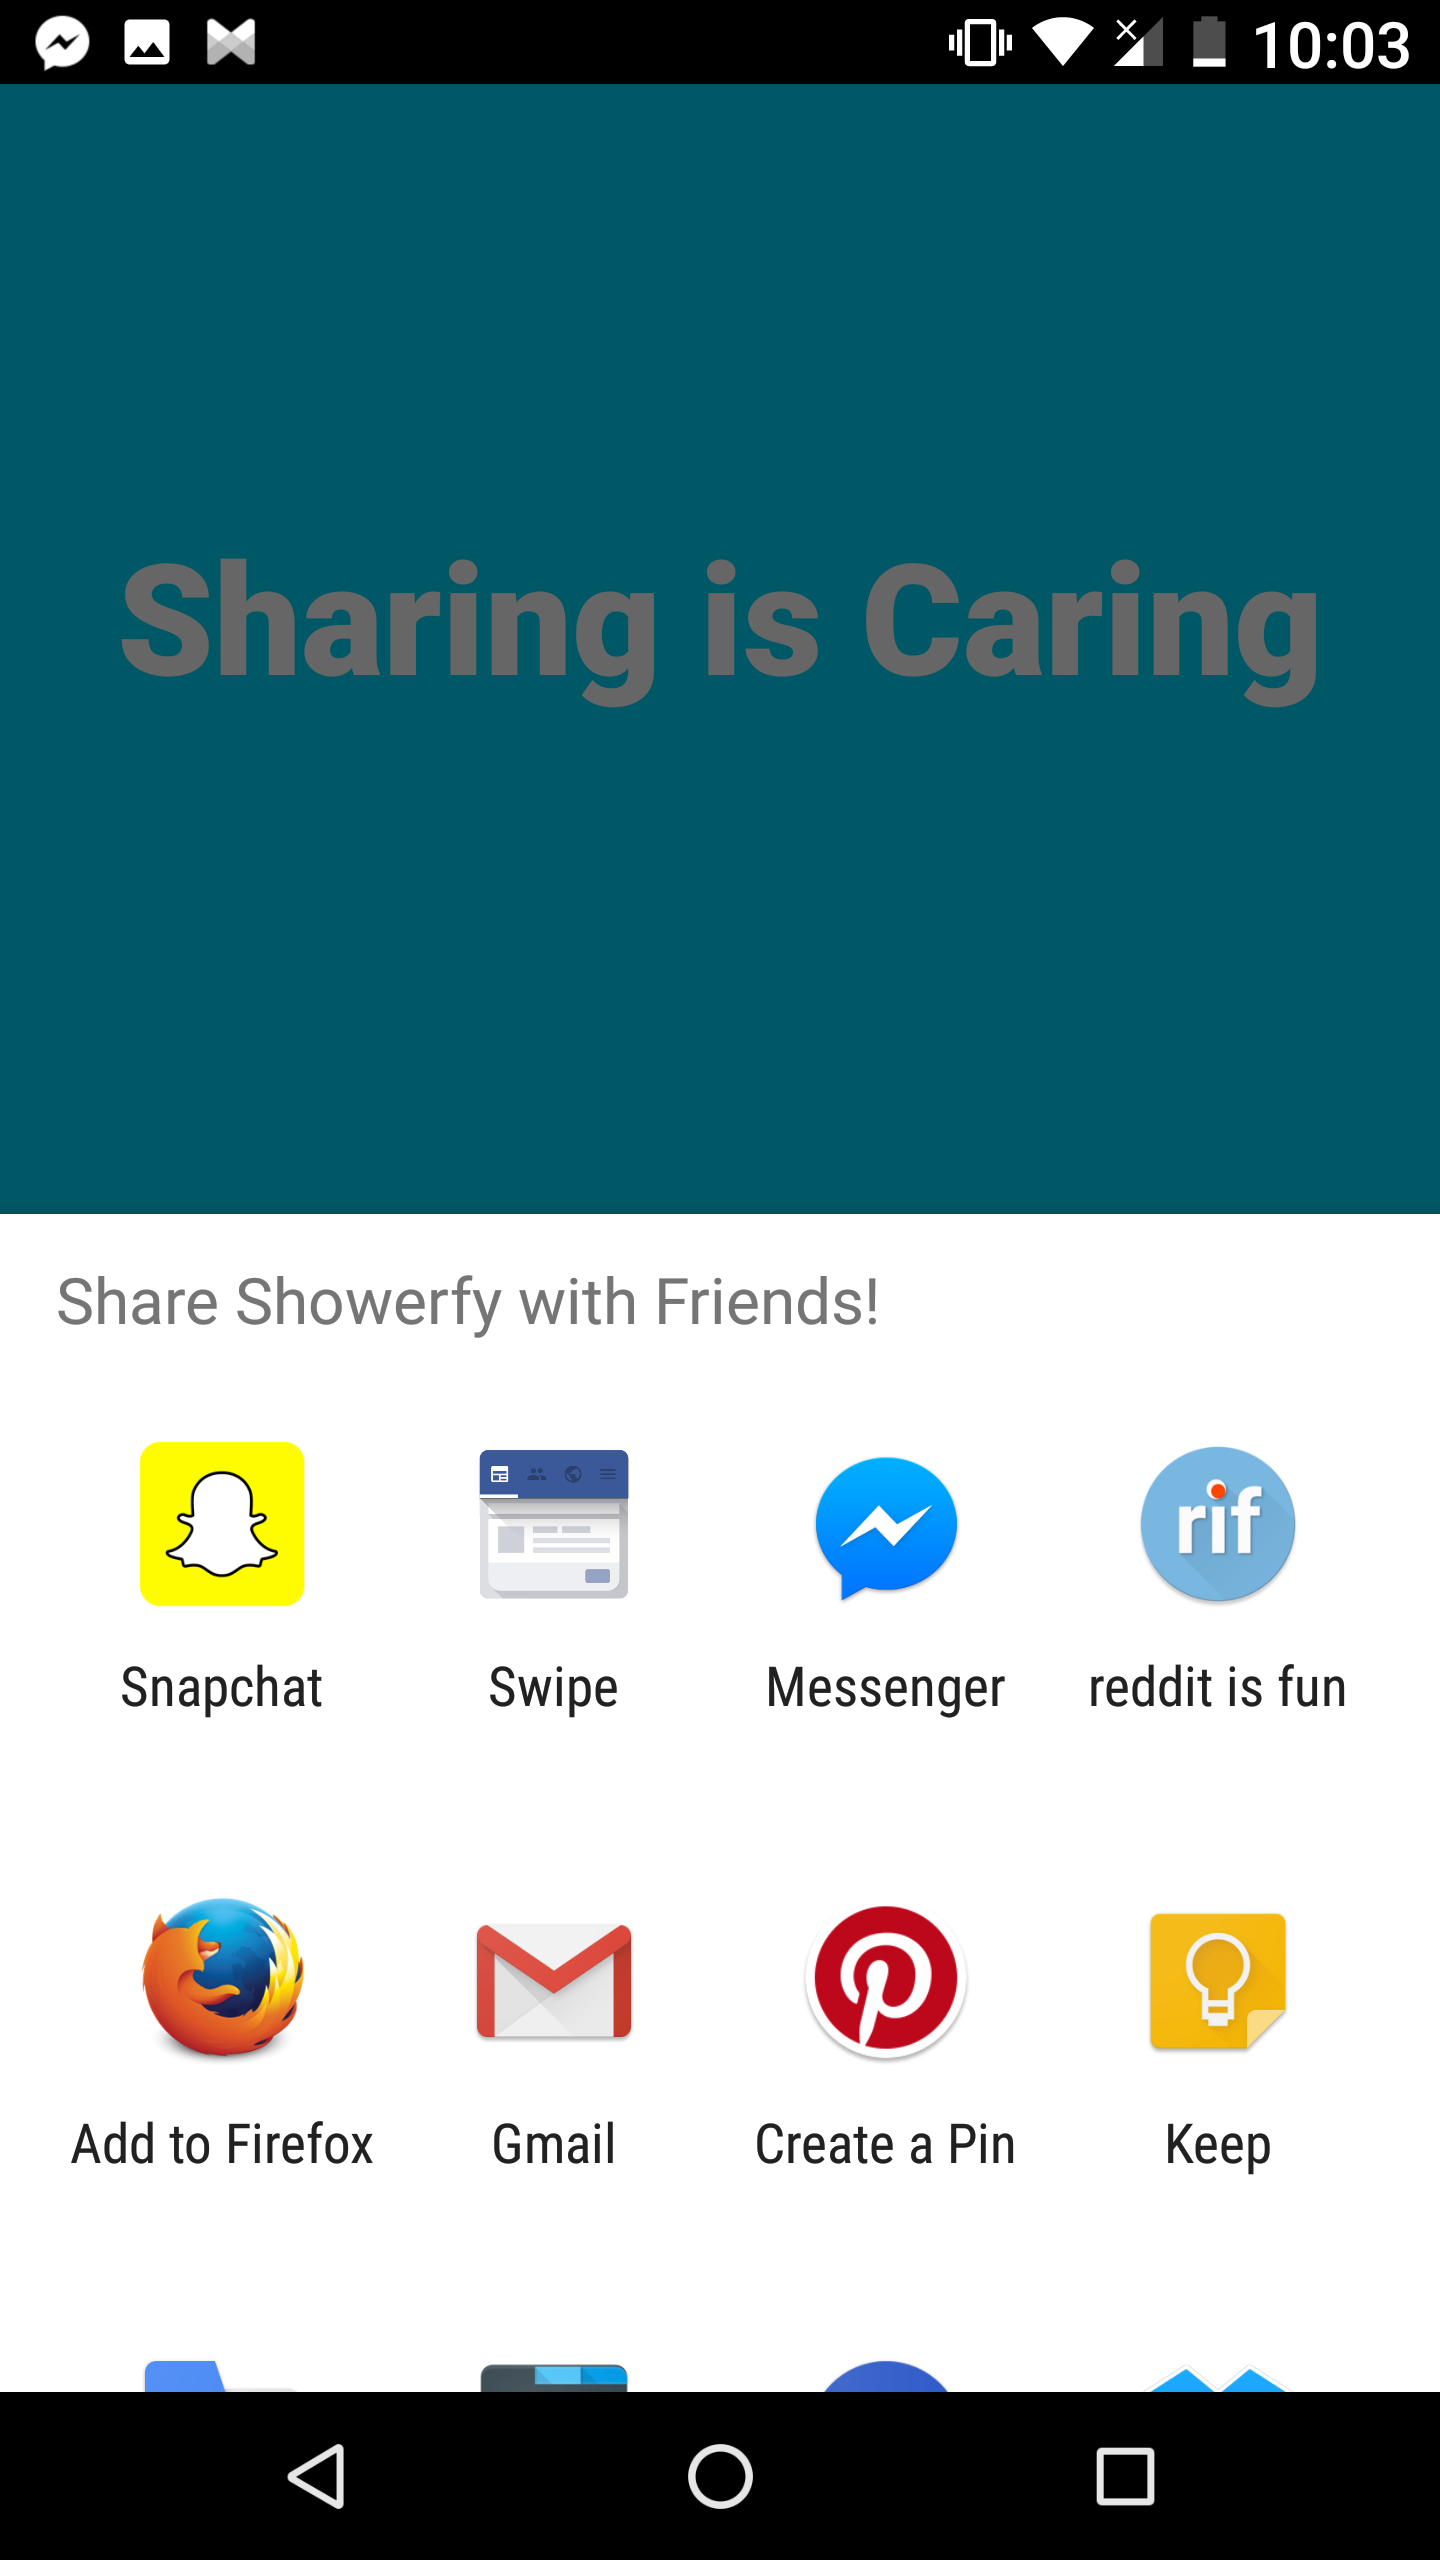 10:03
Sharing is Caring
Share Showerfy with Friends!
rif
Snapchat Swipe Messenger reddit is fun
Add to Firefox Gmail Create a Pin Keep